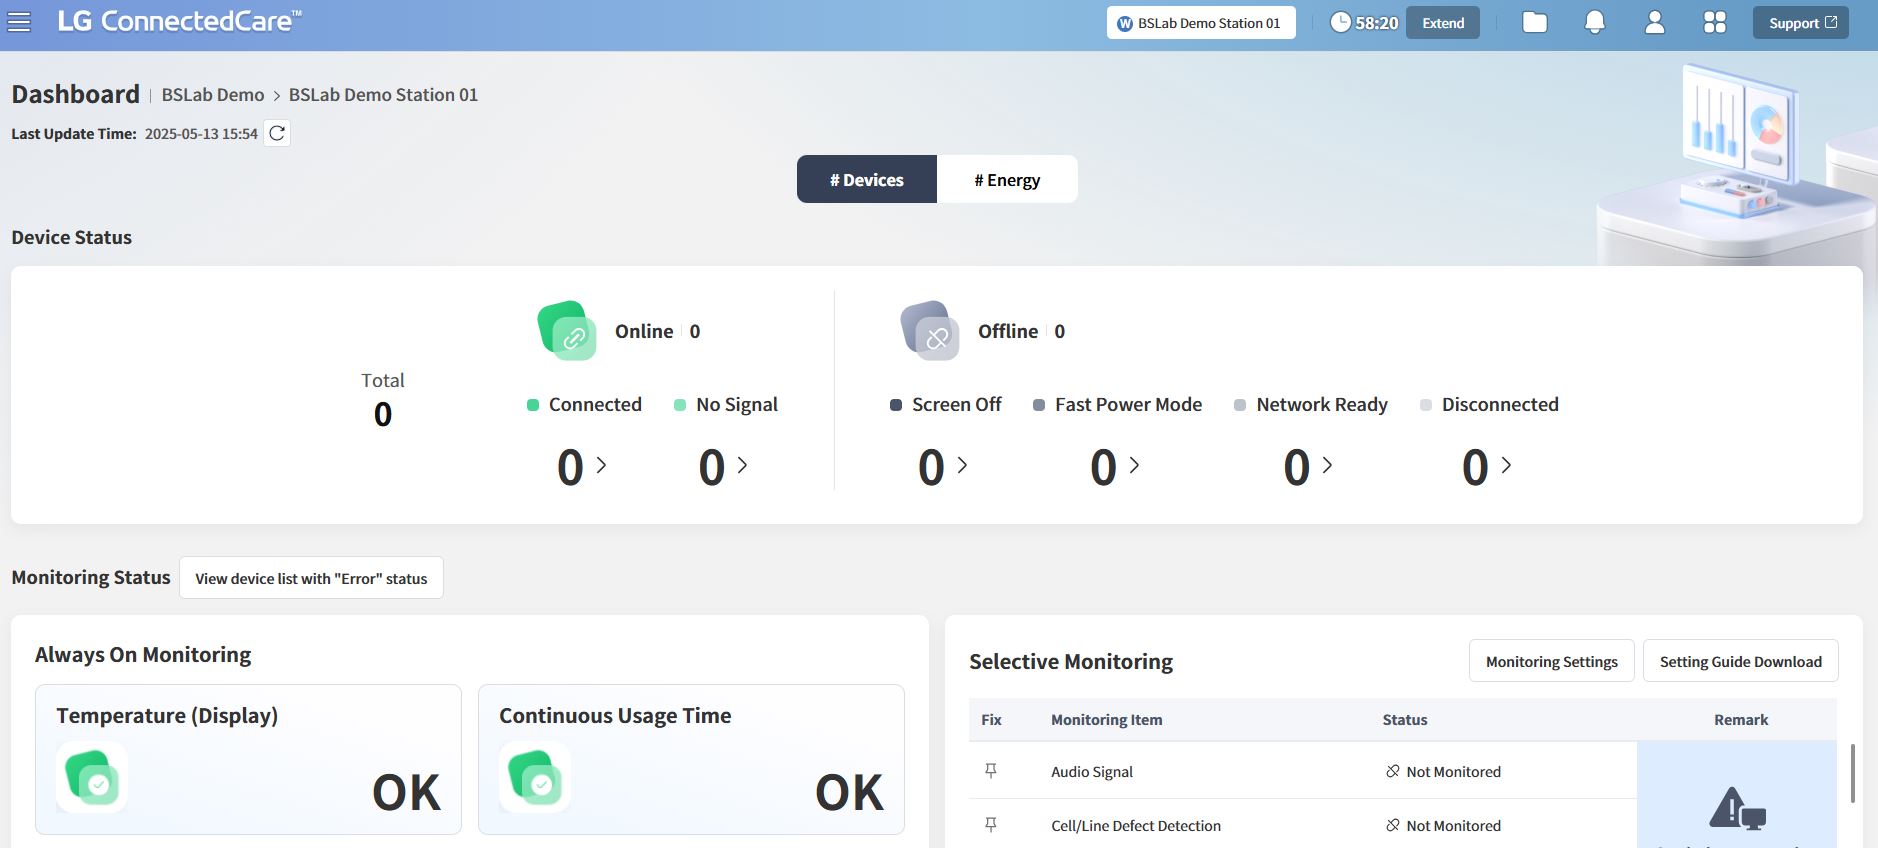 LG ConnectedCare™
W BSLab Demo Station 01
58:20
Extend
Support
Dashboard | BSLab Demo > BSLab Demo Station 01
Last Update Time: 2025-05-13 15:54
# Devices
# Energy
Device Status
Total
0
Online 0
Connected
0
No Signal
0
Offline 0
Screen Off
0
Fast Power Mode
0
Network Ready
0
Disconnected
0
Monitoring Status
View device list with "Error" status
Always On Monitoring
Temperature (Display)
OK
Continuous Usage Time
OK
Selective Monitoring
Monitoring Settings
Setting Guide Download
Fix Monitoring Item Status Remark
Audio Signal Not Monitored
Cell/Line Defect Detection Not Monitored